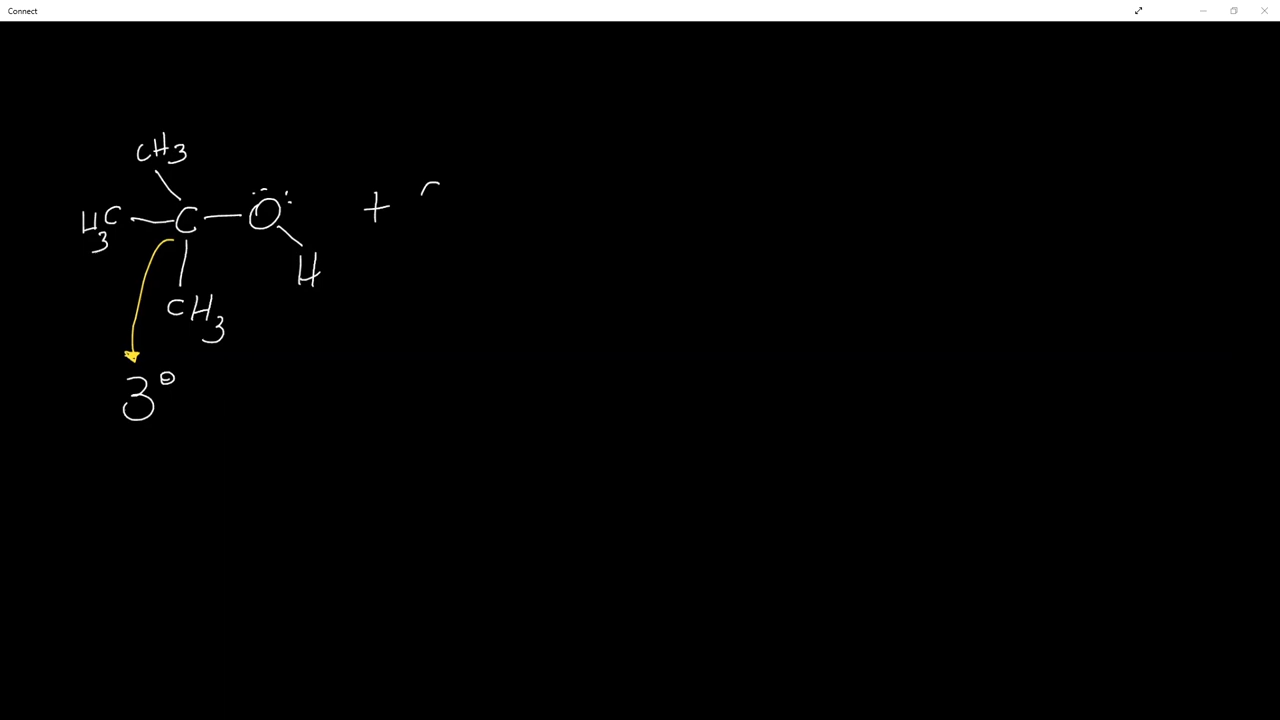 Connect
CH3
H3C—C—O +
H
CH3
3°